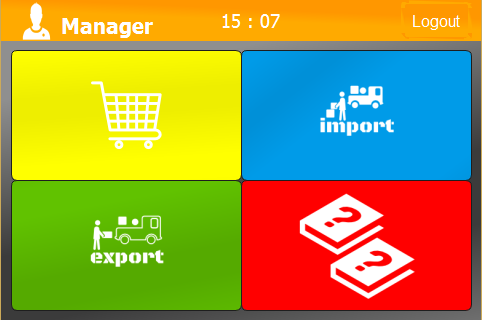 Manager
15 : 07
Logout
import
export
? ?